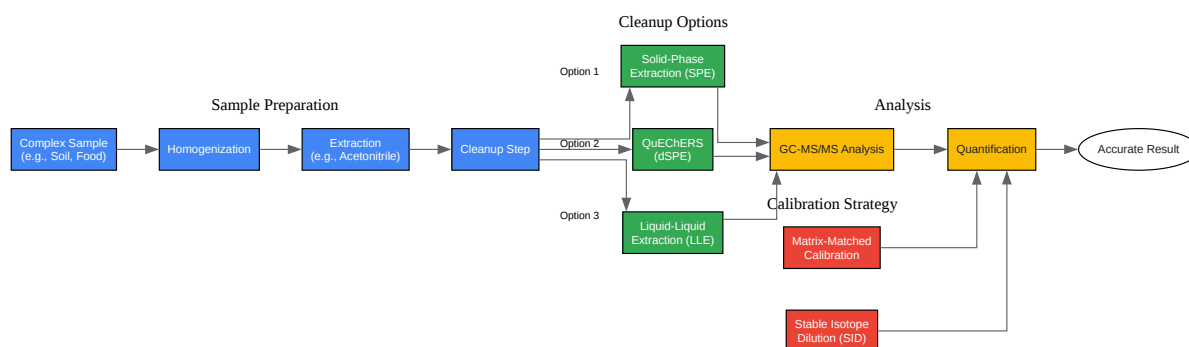 Cleanup Options
Option 1
Solid-Phase
Extraction (SPE)
Sample Preparation
Analysis
Complex Sample
(e.g., Soil, Food)
Homogenization
Extraction
(e.g., Acetonitrile)
Cleanup Step
Option 2
QuEChERS
(dSPE)
GC-MS/MS Analysis
Quantification
Accurate Result
Option 3
Liquid-Liquid
Extraction (LLE)
Calibration Strategy
Matrix-Matched
Calibration
Stable Isotope
Dilution (SID)